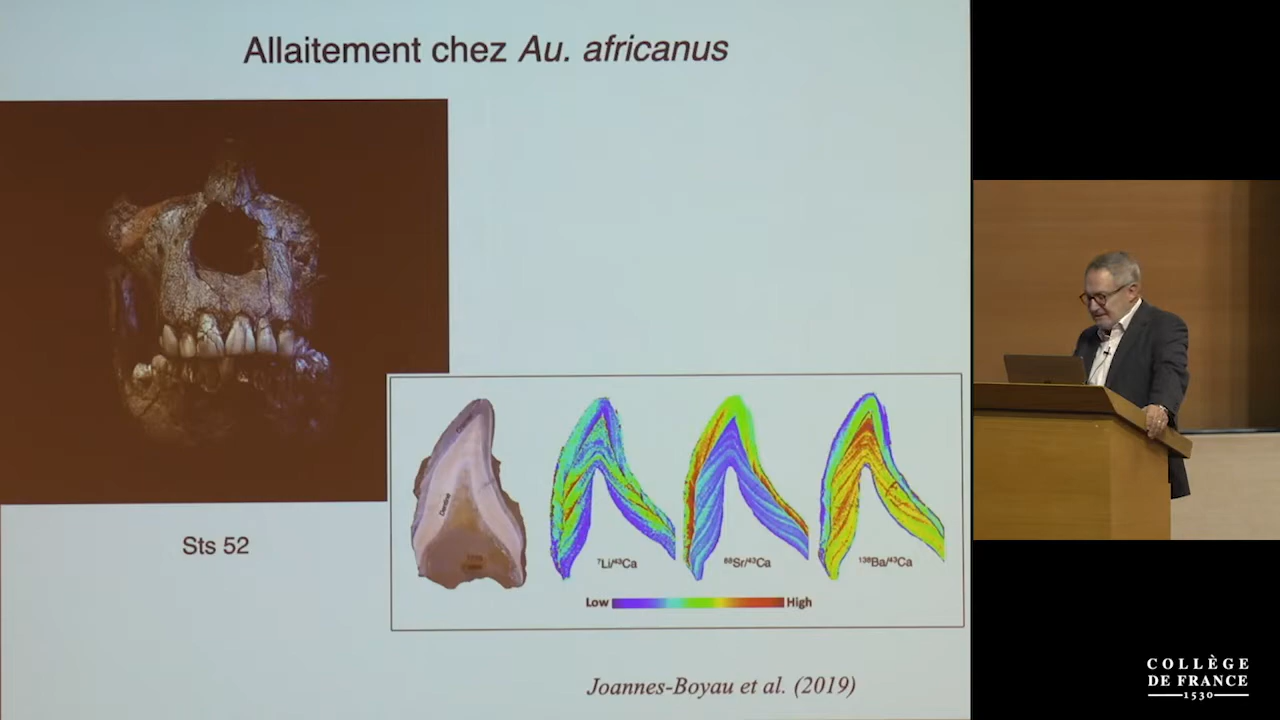 Allaitement chez Au. africanus
Sts 52
Dentine
⁷Li/⁴³Ca
⁸⁸Sr/⁴³Ca
¹³⁸Ba/⁴³Ca
Low
High
Joannes-Boyau et al. (2019)
COLLÈGE
DE FRANCE
1530